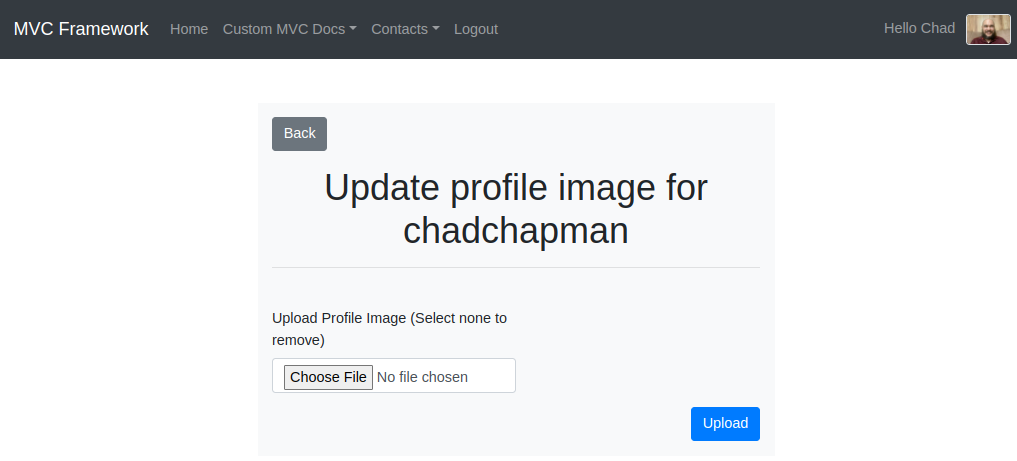 MVC Framework Home Custom MVC Docs Contacts Logout Hello Chad
Back
Update profile image for
chadchapman
Upload Profile Image (Select none to
remove)
Choose File No file chosen
Upload